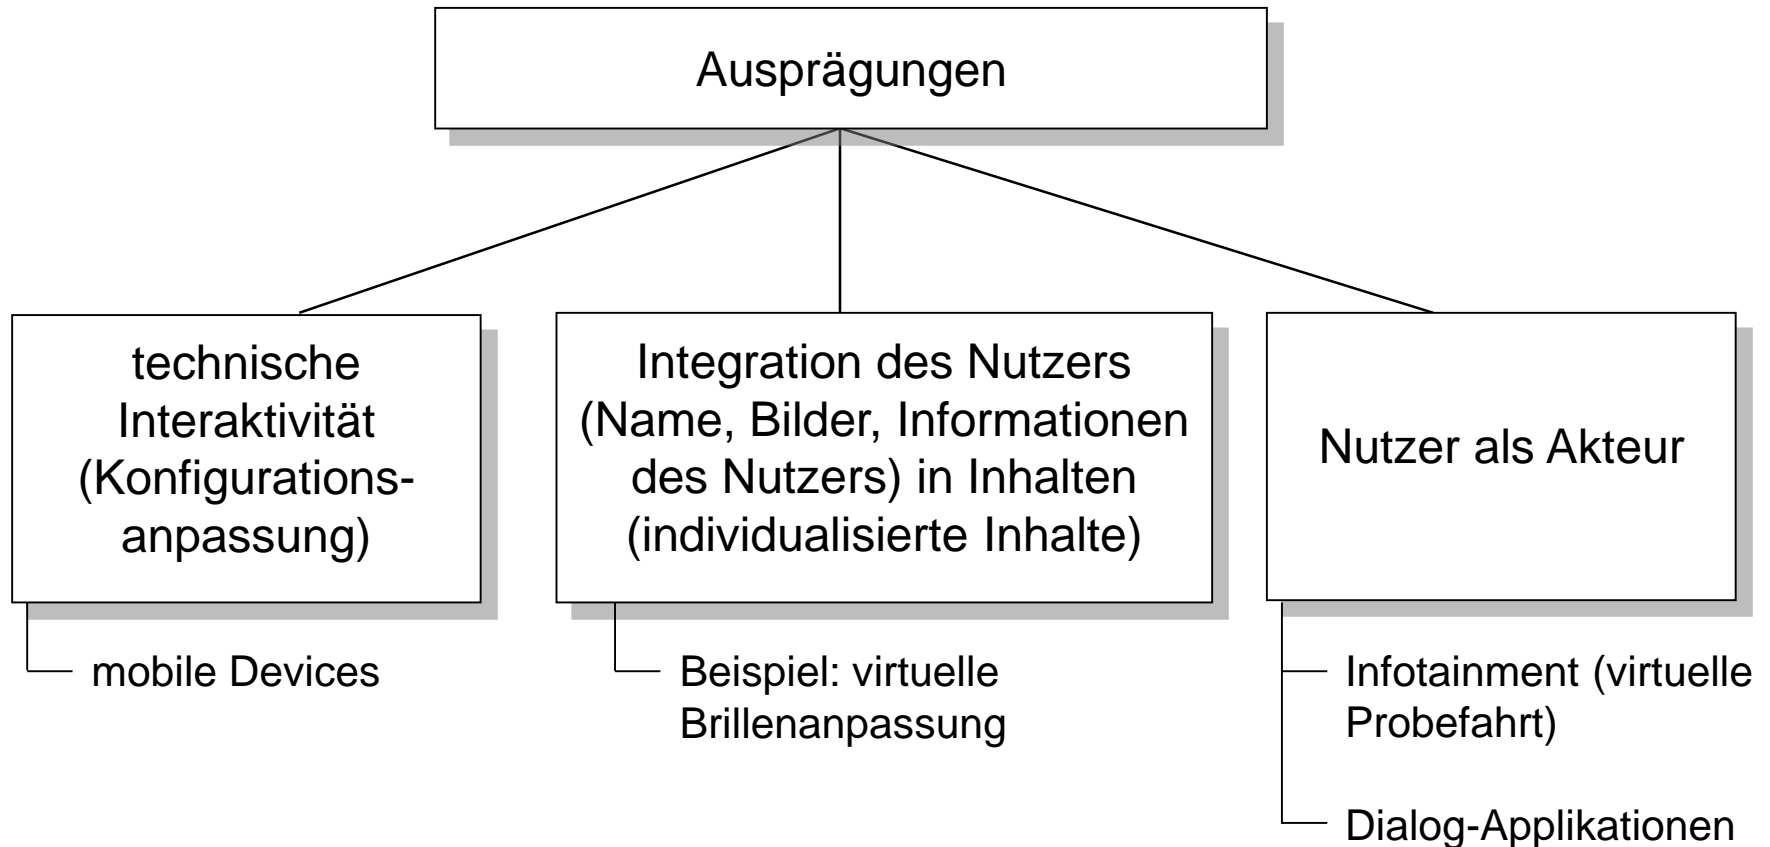 Ausprägungen
technische
Interaktivität
(Konfigurations-
anpassung)
Integration des Nutzers
(Name, Bilder, Informationen
des Nutzers) in Inhalten
(individualisierte Inhalte)
Nutzer als Akteur
mobile Devices
Beispiel: virtuelle
Brillenanpassung
Infotainment (virtuelle
Probefahrt)
Dialog-Applikationen